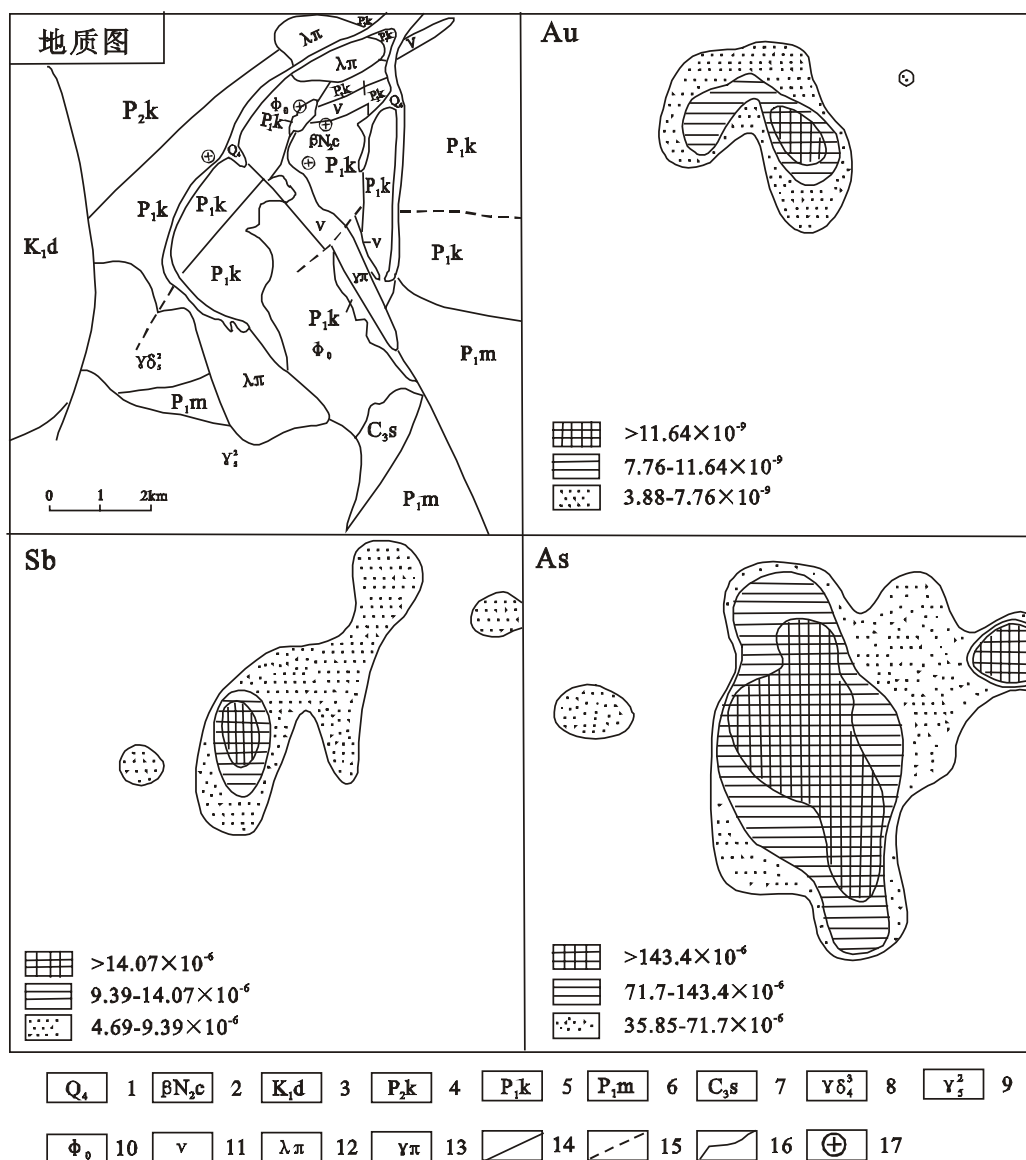 地质图
λπ
P₁k
P₁k
ν
λπ
P₂k
P₁k
Φ₀
ν
P₁k
Q₄
P₁k
βN₂c
Q₄
P₁k
P₁k
P₁k
P₁k
P₁k
K₁d
ν
ν
P₁k
P₁k
γπ
P₁k
Φ₀
P₁m
γδ₅²
λπ
P₁m
C₃s
γ₅²
P₁m
0 1 2km
Au
>11.64×10⁻⁹
7.76-11.64×10⁻⁹
3.88-7.76×10⁻⁹
Sb
>14.07×10⁻⁶
9.39-14.07×10⁻⁶
4.69-9.39×10⁻⁶
As
>143.4×10⁻⁶
71.7-143.4×10⁻⁶
35.85-71.7×10⁻⁶
Q₄ 1 βN₂c 2 K₁d 3 P₂k 4 P₁k 5 P₁m 6 C₃s 7 γδ₄³ 8 γ₅² 9
Φ₀ 10 ν 11 λπ 12 γπ 13 14 15 16 17